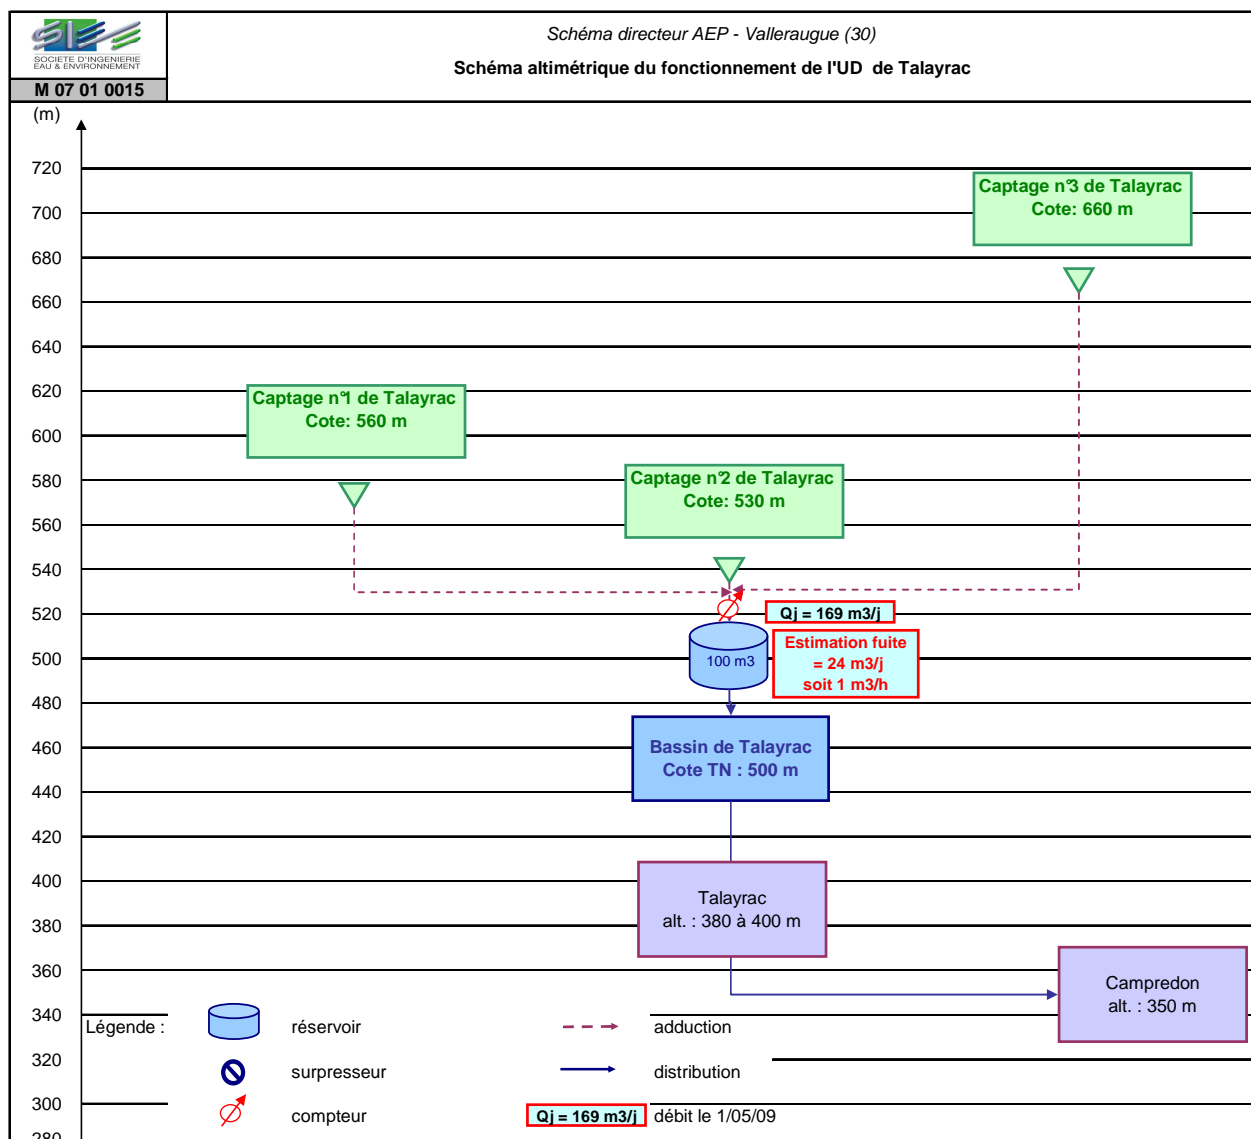 SIEE
SOCIETE D'INGENIERIE
EAU & ENVIRONNEMENT
M 07 01 0015
Schéma directeur AEP - Valleraugue (30)
Schéma altimétrique du fonctionnement de l'UD de Talayrac
(m)
720
700
680
660
640
620
600
580
560
540
520
500
480
460
440
420
400
380
360
340
320
300
280
Captage n°3 de Talayrac
Cote: 660 m
Captage n°1 de Talayrac
Cote: 560 m
Captage n°2 de Talayrac
Cote: 530 m
Qj = 169 m3/j
100 m3
Estimation fuite
= 24 m3/j
soit 1 m3/h
Bassin de Talayrac
Cote TN : 500 m
Talayrac
alt. : 380 à 400 m
Campredon
alt. : 350 m
Légende :
réservoir
adduction
surpresseur
distribution
compteur
Qj = 169 m3/j
débit le 1/05/09